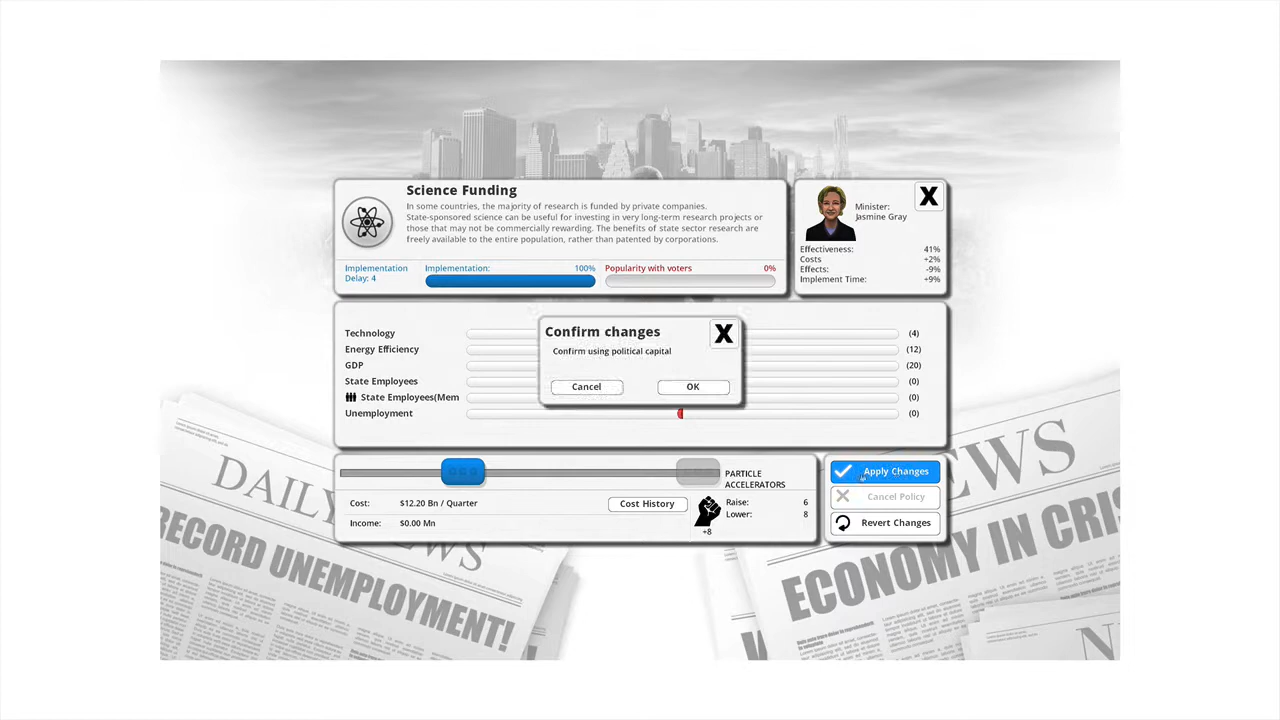 Science Funding
In some countries, the majority of research is funded by private companies.
State-sponsored science can be useful for investing in very long-term research projects or
those that may not be commercially rewarding. The benefits of state sector research are
freely available to the entire population, rather than patented by corporations.
Implementation
Delay: 4
Implementation: 100%
Popularity with voters 0%
X
Minister:
Jasmine Gray
Effectiveness: 41%
Costs +2%
Effects: -9%
Implement Time: +9%
Technology (4)
Energy Efficiency (12)
GDP (20)
State Employees (0)
State Employees(Mem (0)
Unemployment (0)
Confirm changes
X
Confirm using political capital
Cancel
OK
PARTICLE
ACCELERATORS
Cost: $12.20 Bn / Quarter
Income: $0.00 Mn
Cost History
+8
Raise: 6
Lower: 8
Apply Changes
Cancel Policy
Revert Changes
DAILY
WS
RECORD UNEMPLOYMENT!
EWS
ECONOMY IN CRIS
N